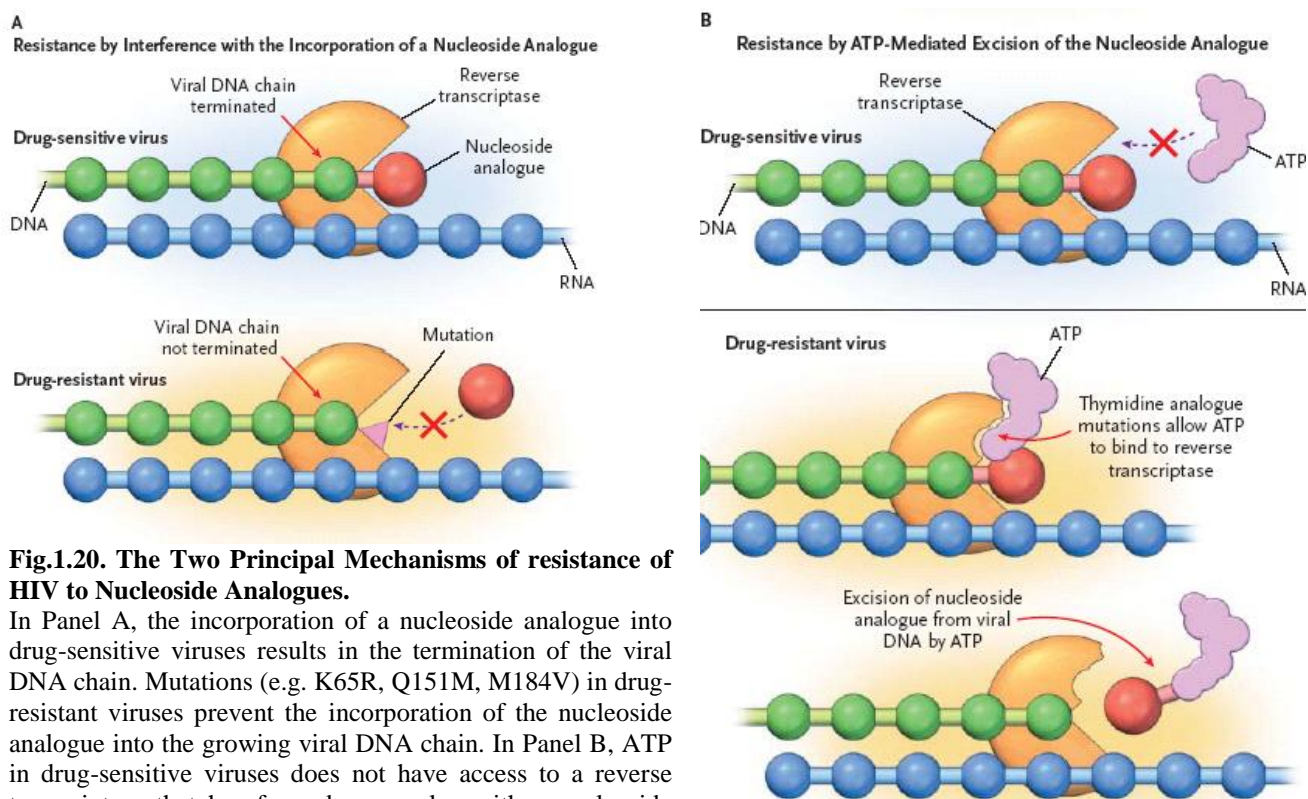 A
Resistance by Interference with the Incorporation of a Nucleoside Analogue
Viral DNA chain
terminated
Reverse
transcriptase
Drug-sensitive virus
Nucleoside
analogue
DNA
RNA
Viral DNA chain
not terminated
Mutation
Drug-resistant virus
Fig.1.20. The Two Principal Mechanisms of resistance of
HIV to Nucleoside Analogues.
In Panel A, the incorporation of a nucleoside analogue into
drug-sensitive viruses results in the termination of the viral
DNA chain. Mutations (e.g. K65R, Q151M, M184V) in drug-
resistant viruses prevent the incorporation of the nucleoside
analogue into the growing viral DNA chain. In Panel B, ATP
in drug-sensitive viruses does not have access to a reverse
B
Resistance by ATP-Mediated Excision of the Nucleoside Analogue
Reverse
transcriptase
Drug-sensitive virus
ATP
DNA
RNA
Drug-resistant virus
ATP
Thymidine analogue
mutations allow ATP
to bind to reverse
transcriptase
Excision of nucleoside
analogue from viral
DNA by ATP